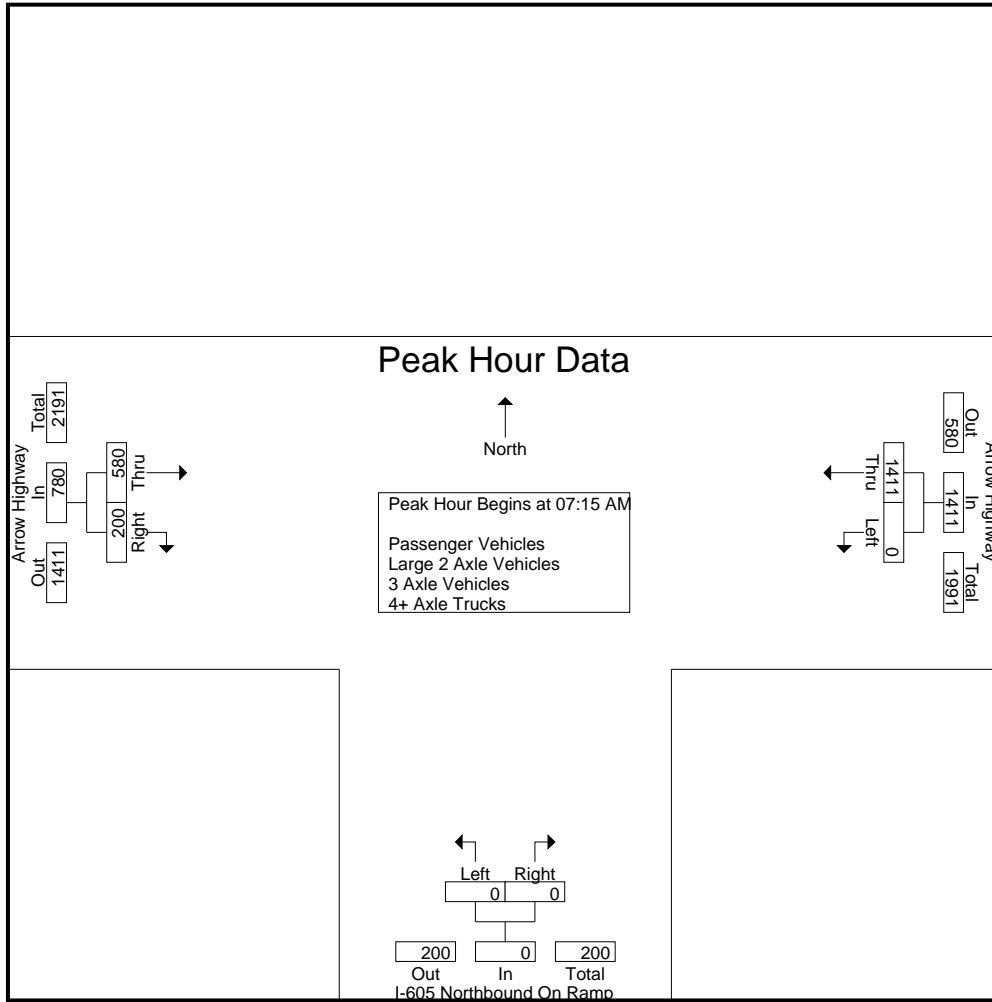 Peak Hour Data
North
Peak Hour Begins at 07:15 AM
Passenger Vehicles
Large 2 Axle Vehicles
3 Axle Vehicles
4+ Axle Trucks
Arrow Highway
Total
2191
In
780
Out
1411
580
Thru
200
Right
Arrow Highway
Out
580
In
1411
Total
1991
1411
Thru
0
Left
Left Right
0 0
200 0 200
Out In Total
I-605 Northbound On Ramp